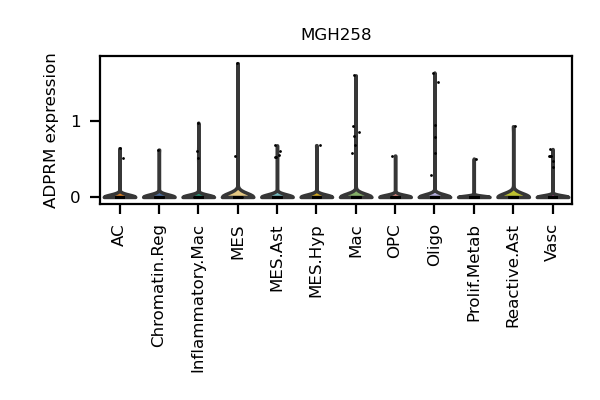 MGH258
ADPRM expression
1
0
AC
Chromatin.Reg
Inflammatory.Mac
MES
MES.Ast
MES.Hyp
Mac
OPC
Oligo
Prolif.Metab
Reactive.Ast
Vasc